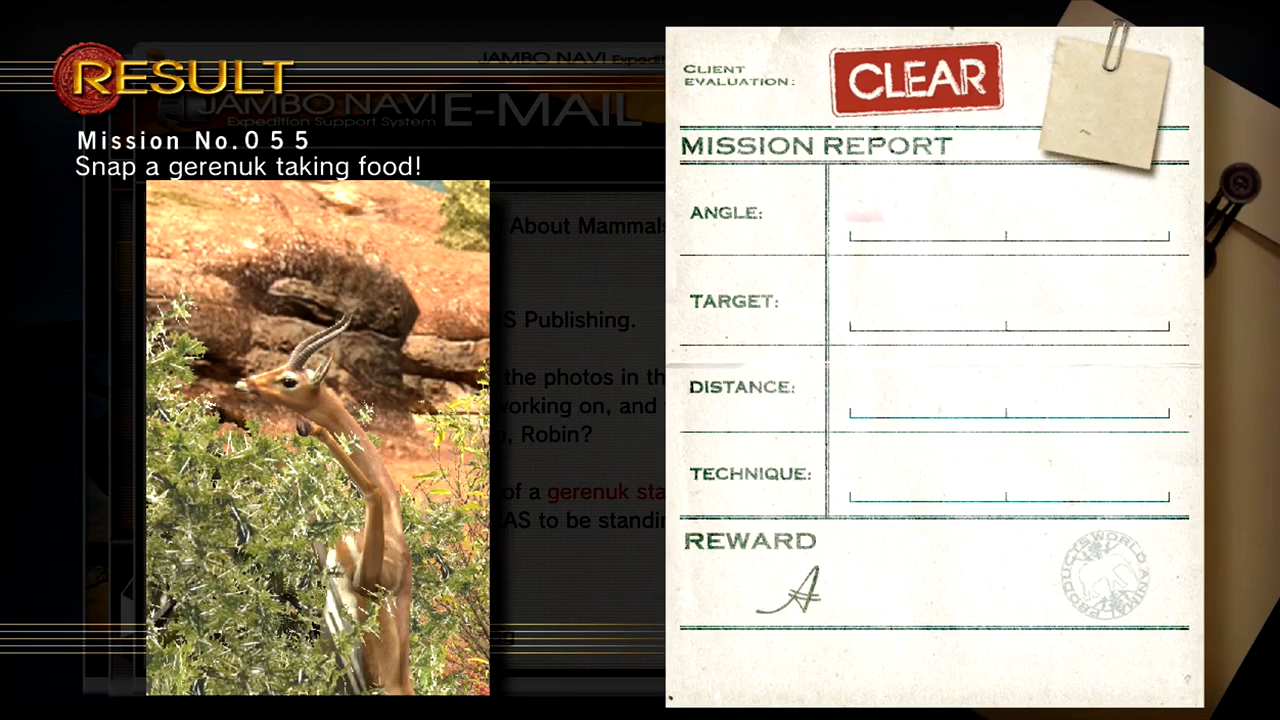 RESULT
Mission No.055
Snap a gerenuk taking food!
JAMBO NAVI
JAMBO NAVI E-MAIL
Expedition Support System
About Mammals
S Publishing.
the photos in th
working on, and
, Robin?
of a gerenuk sta
AS to be standin
CLIENT
EVALUATION:
CLEAR
MISSION REPORT
ANGLE:
TARGET:
DISTANCE:
TECHNIQUE:
REWARD
A